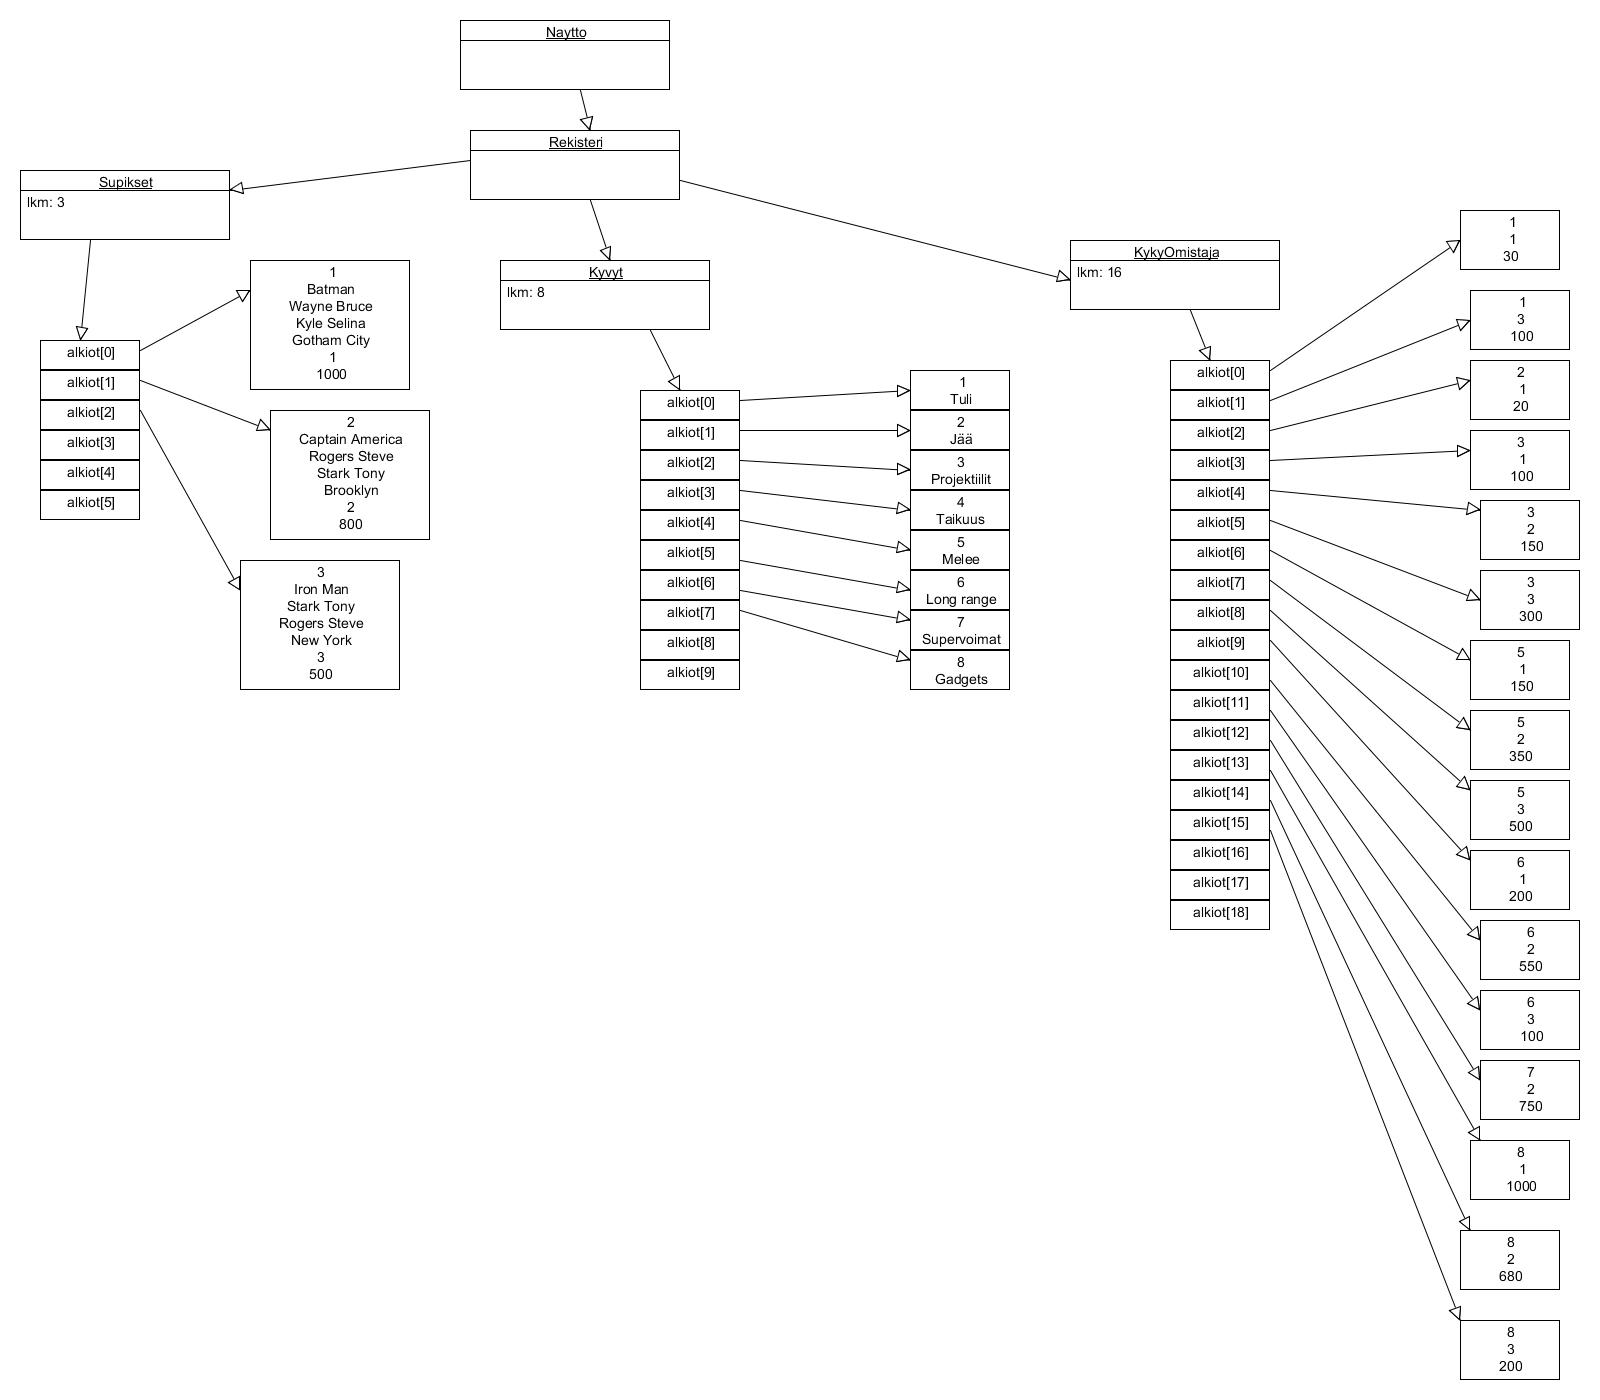 Naytto
Rekisteri
Supikset
lkm: 3
alkiot[0]
alkiot[1]
alkiot[2]
alkiot[3]
alkiot[4]
alkiot[5]
1
Batman
Wayne Bruce
Kyle Selina
Gotham City
1
1000
2
Captain America
Rogers Steve
Stark Tony
Brooklyn
2
800
3
Iron Man
Stark Tony
Rogers Steve
New York
3
500
Kyvyt
lkm: 8
alkiot[0]
alkiot[1]
alkiot[2]
alkiot[3]
alkiot[4]
alkiot[5]
alkiot[6]
alkiot[7]
alkiot[8]
alkiot[9]
1
Tuli
2
Jää
3
Projektiilit
4
Taikuus
5
Melee
6
Long range
7
Supervoimat
8
Gadgets
KykyOmistaja
lkm: 16
alkiot[0]
alkiot[1]
alkiot[2]
alkiot[3]
alkiot[4]
alkiot[5]
alkiot[6]
alkiot[7]
alkiot[8]
alkiot[9]
alkiot[10]
alkiot[11]
alkiot[12]
alkiot[13]
alkiot[14]
alkiot[15]
alkiot[16]
alkiot[17]
alkiot[18]
1
1
30
1
3
100
2
1
20
3
1
100
3
2
150
3
3
300
5
1
150
5
2
350
5
3
500
6
1
200
6
2
550
6
3
100
7
2
750
8
1
1000
8
2
680
8
3
200